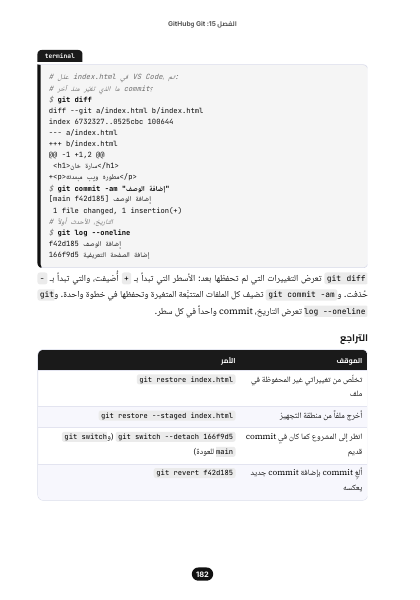 الفصل 15: Git وGitHub
terminal
# عدّل index.html في VS Code، ثم:
# ما الذي تغيّر منذ آخر commit؟
$ git diff
diff --git a/index.html b/index.html
index 6732327..0525cbc 100644
--- a/index.html
+++ b/index.html
@@ -1 +1,2 @@
<h1>سارة خان</h1>
+<p>مطورة ويب مبتدئة</p>
$ git commit -am "إضافة الوصف"
[main f42d185] إضافة الوصف
1 file changed, 1 insertion(+)
# التاريخ، الأحدث أولاً
$ git log --oneline
f42d185 إضافة الوصف
166f9d5 إضافة الصفحة التعريفية
git diff تعرض التغييرات التي لم تحفظها بعد: الأسطر التي تبدأ بـ + أُضيفت، والتي تبدأ بـ -
حُذفت. و git commit -am تضيف كل الملفات المتتبَّعة المتغيرة وتحفظها في خطوة واحدة. و git
log --oneline تعرض التاريخ، commit واحداً في كل سطر.
التراجع
الموقف الأمر
تخلّص من تغييراتي غير المحفوظة في git restore index.html
ملف
أخرِج ملفاً من منطقة التجهيز git restore --staged index.html
انظر إلى المشروع كما كان في commit git switch --detach 166f9d5 (و git switch
قديم main للعودة)
ألغِ commit بإضافة commit جديد git revert f42d185
يعكسه
182